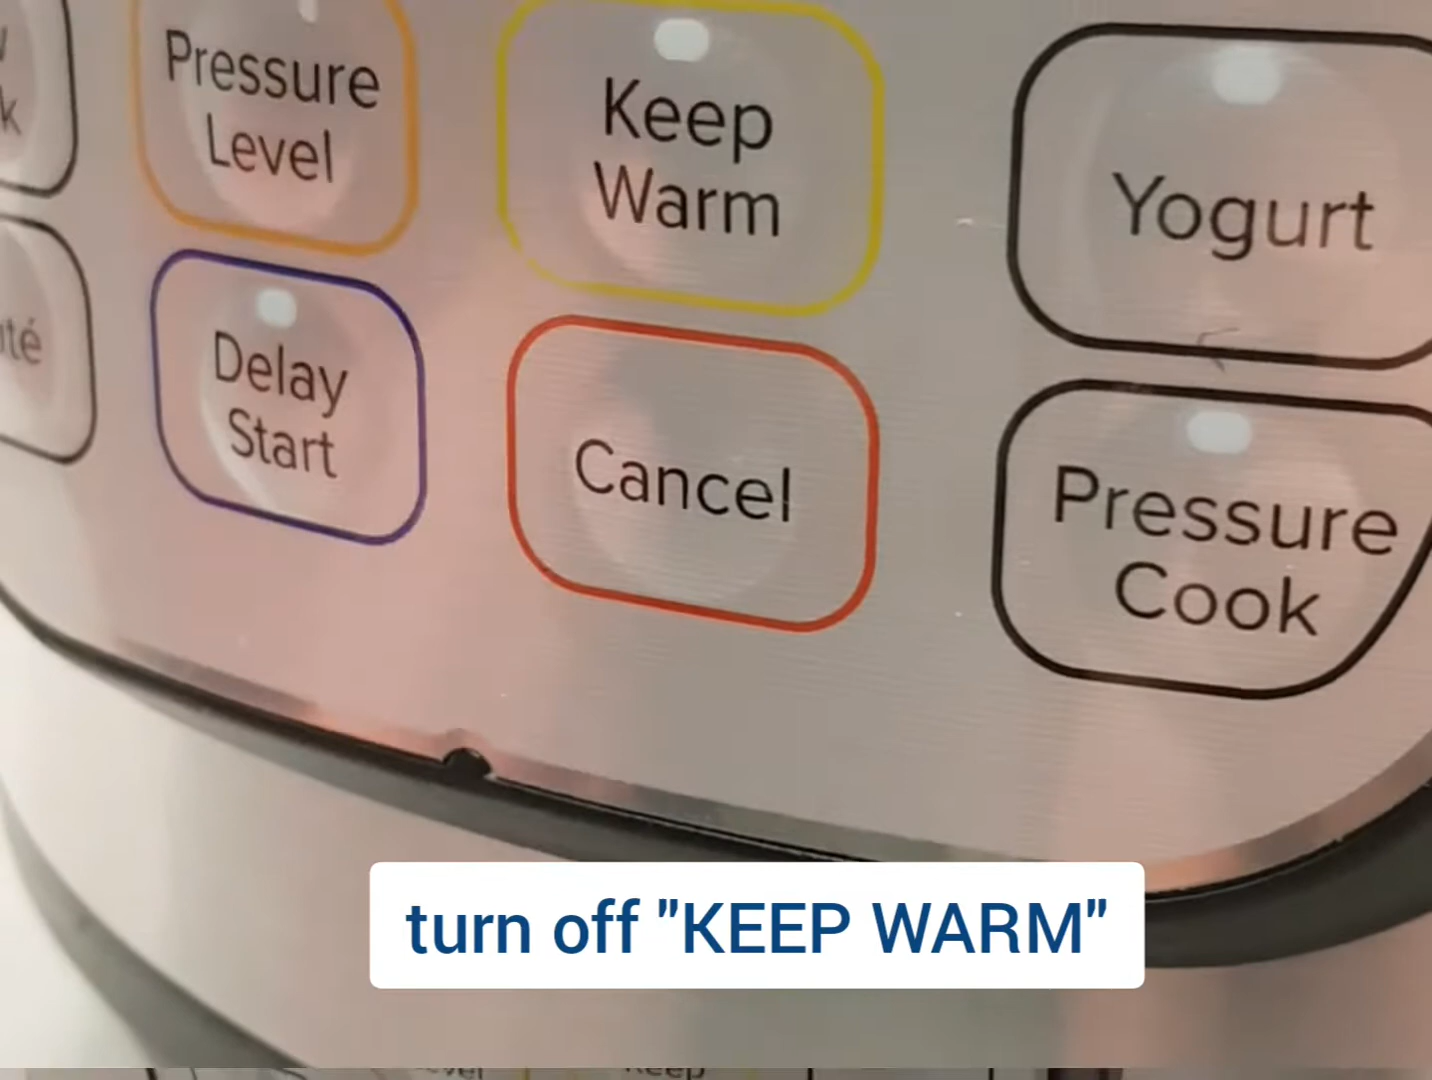 Pressure
Level
Keep
Warm
Yogurt
Delay
Start
Cancel
Pressure
Cook
turn off "KEEP WARM"